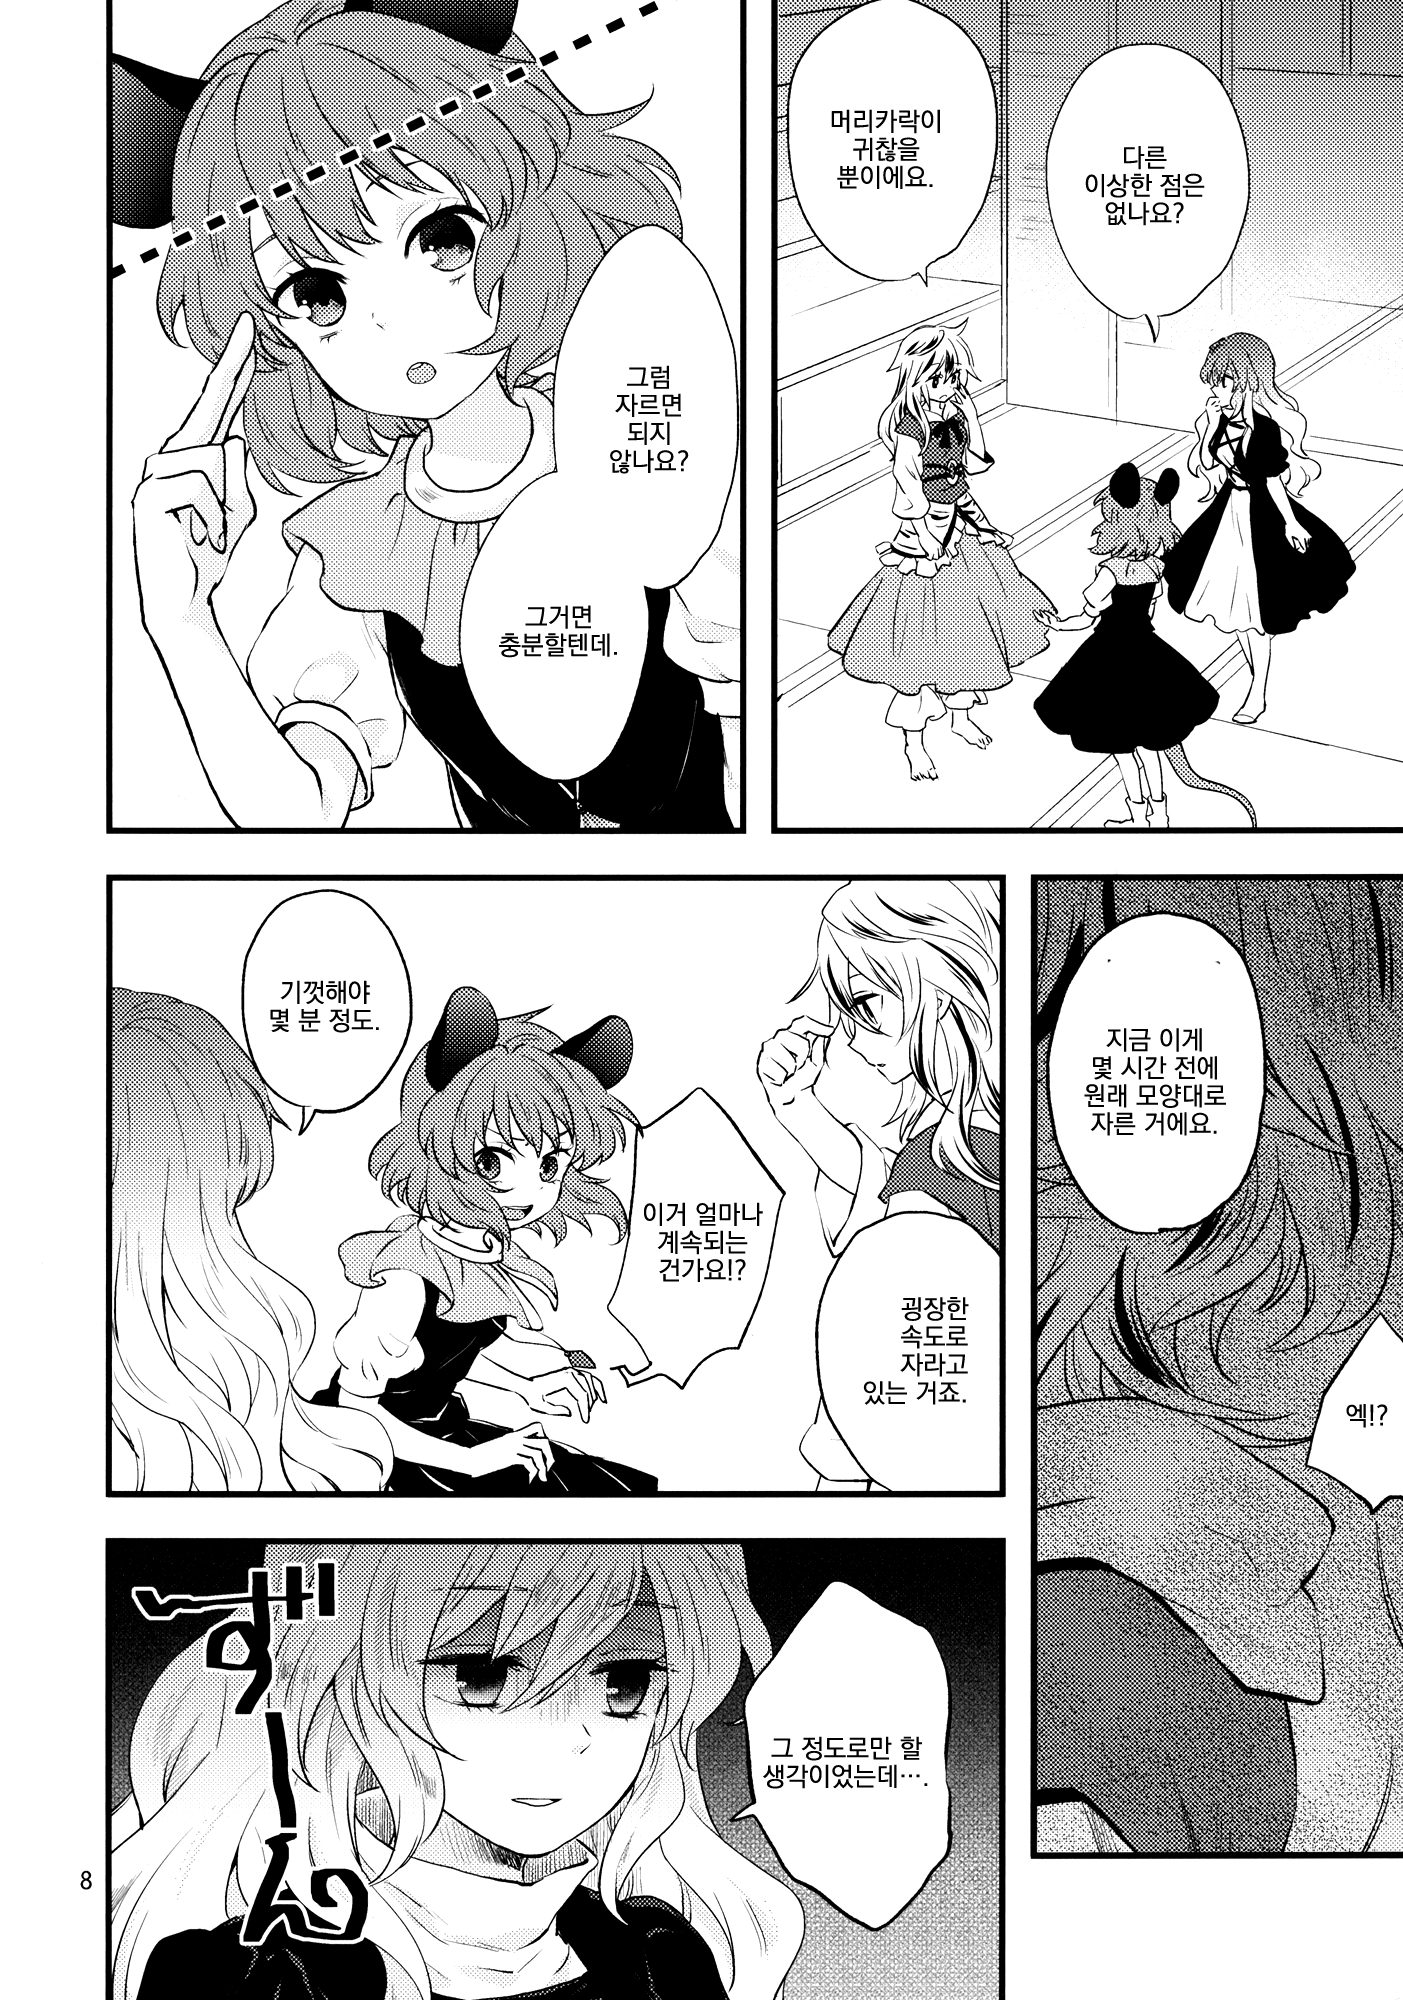 다른
이상한 점은
없나요?
머리카락이
귀찮을
뿐이에요.
그럼
자르면
되지
않나요?
그거면
충분할텐데.
지금 이게
몇 시간 전에
원래 모양대로
자른 거에요.
엑!?
굉장한
속도로
자라고
있는 거죠.
이거 얼마나
계속되는
건가요!?
기껏해야
몇 분 정도.
그 정도로만 할
생각이었는데….
ずーん
8